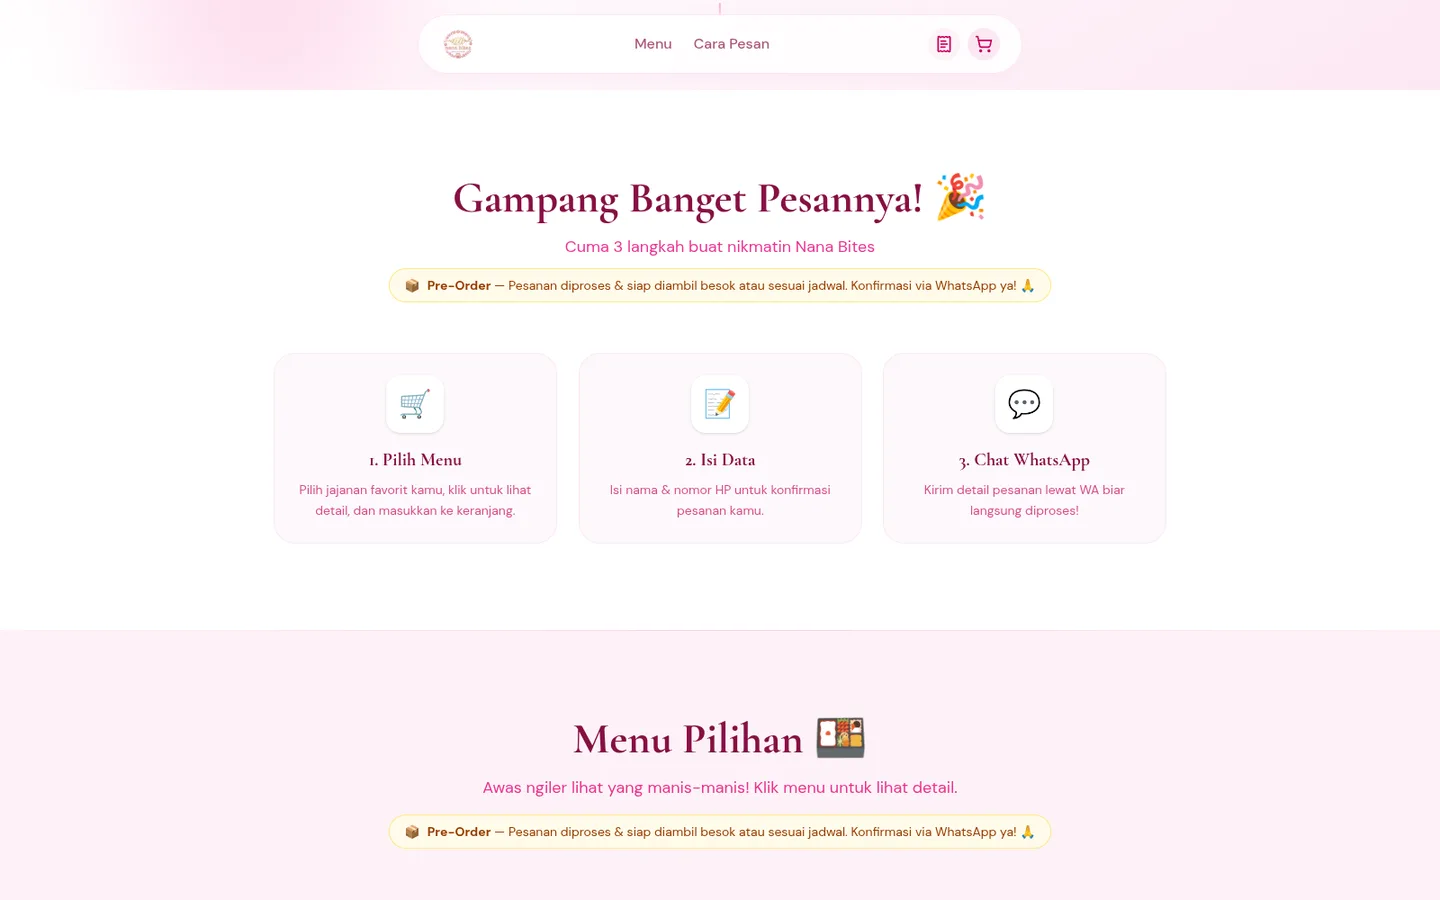 Menu
Cara Pesan
Gampang Banget Pesannya! 🎉
Cuma 3 langkah buat nikmatin Nana Bites
📦 Pre-Order — Pesanan diproses & siap diambil besok atau sesuai jadwal. Konfirmasi via WhatsApp ya! 🙏
1. Pilih Menu
Pilih jajanan favorit kamu, klik untuk lihat
detail, dan masukkan ke keranjang.
2. Isi Data
Isi nama & nomor HP untuk konfirmasi
pesanan kamu.
3. Chat WhatsApp
Kirim detail pesanan lewat WA biar
langsung diproses!
Menu Pilihan 🍱
Awas ngiler lihat yang manis-manis! Klik menu untuk lihat detail.
📦 Pre-Order — Pesanan diproses & siap diambil besok atau sesuai jadwal. Konfirmasi via WhatsApp ya! 🙏